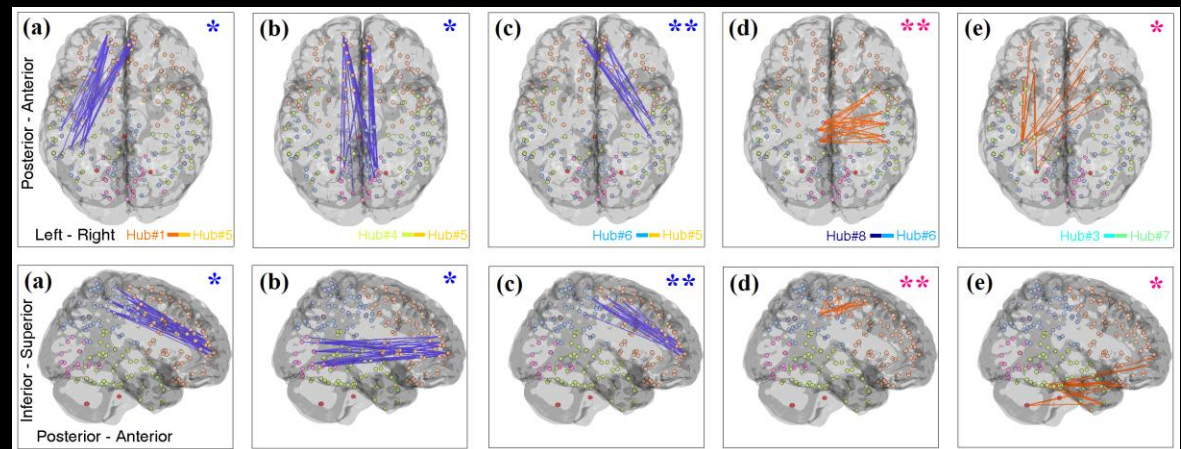 (a) * (b) * (c) ** (d) ** (e) *
Posterior - Anterior
Left - Right Hub#1 Hub#5 Hub#4 Hub#5 Hub#6 Hub#5 Hub#8 Hub#6 Hub#3 Hub#7
(a) * (b) * (c) ** (d) ** (e) *
Inferior - Superior
Posterior - Anterior